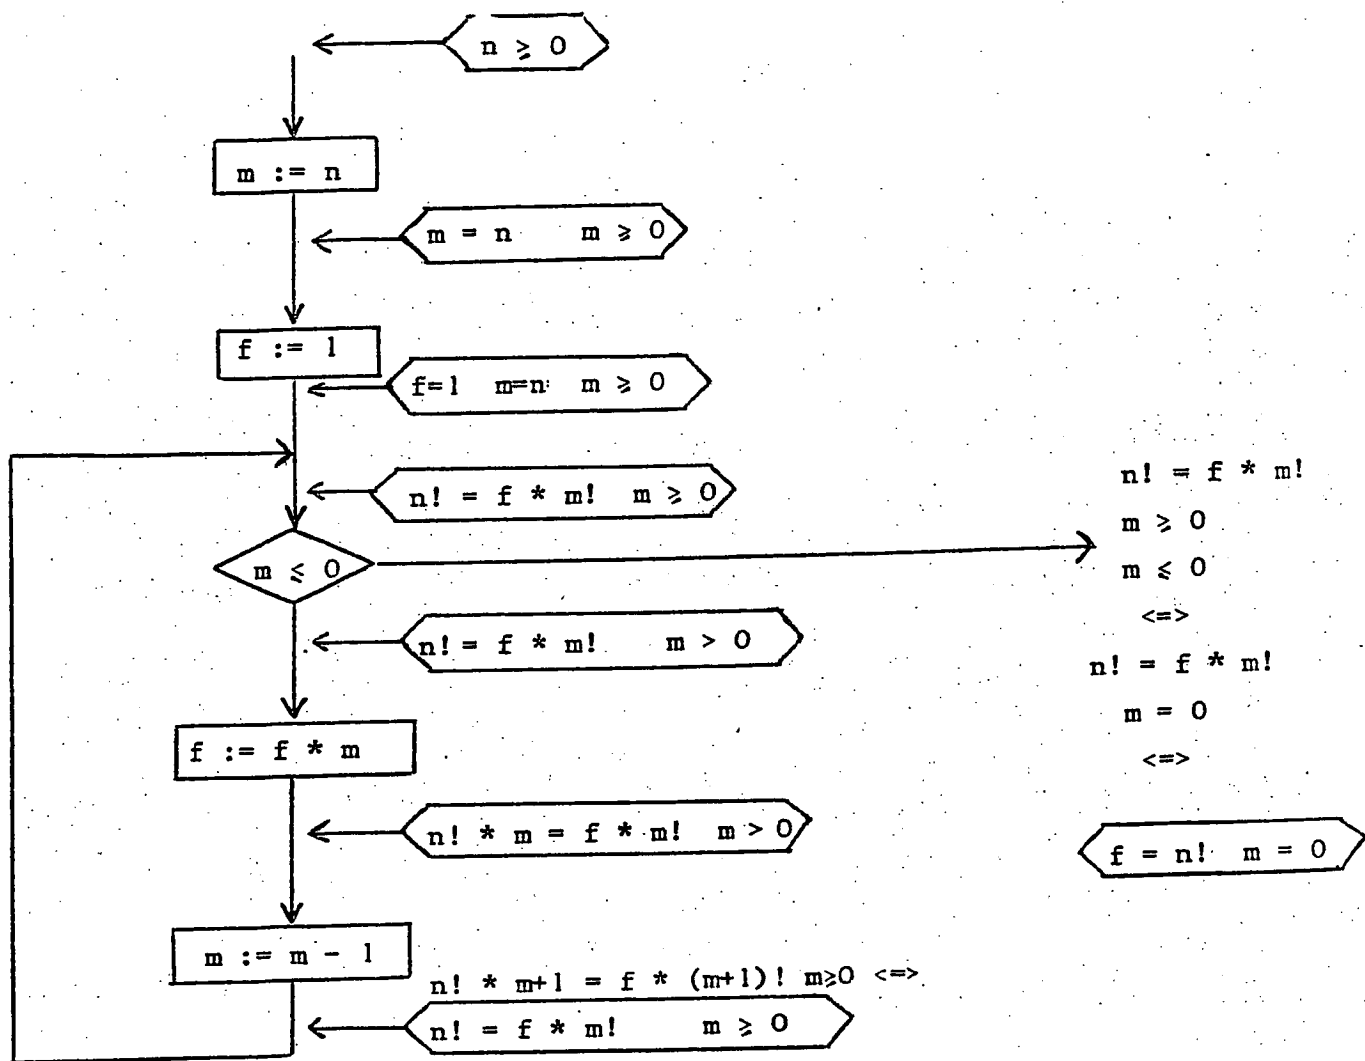 n ⩾ 0
m := n
m = n m ⩾ 0
f := 1
f=1 m=n m ⩾ 0
n! = f * m! m ⩾ 0
m ⩽ 0
n! = f * m!
m ⩾ 0
m ⩽ 0
<=>
n! = f * m!
m = 0
<=>
f = n! m = 0
n! = f * m! m > 0
f := f * m
n! * m = f * m! m > 0
m := m - 1
n! * m+1 = f * (m+1)! m⩾0 <=>
n! = f * m! m ⩾ 0